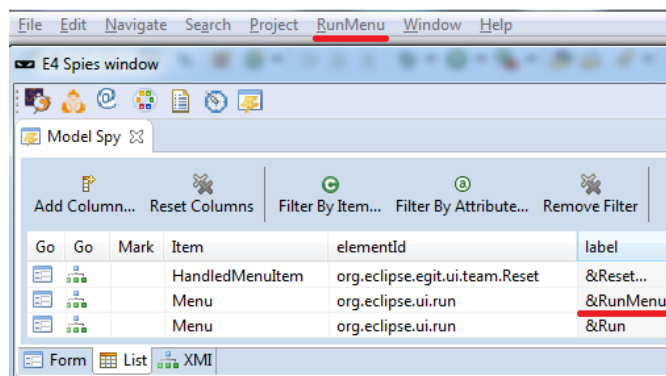 File Edit Navigate Search Project RunMenu Window Help
E4 Spies window
Model Spy
Add Column... Reset Columns Filter By Item... Filter By Attribute... Remove Filter
Go Go Mark Item elementId label
HandledMenuItem org.eclipse.egit.ui.team.Reset &Reset...
Menu org.eclipse.ui.run &RunMenu
Menu org.eclipse.ui.run &Run
Form List XMI